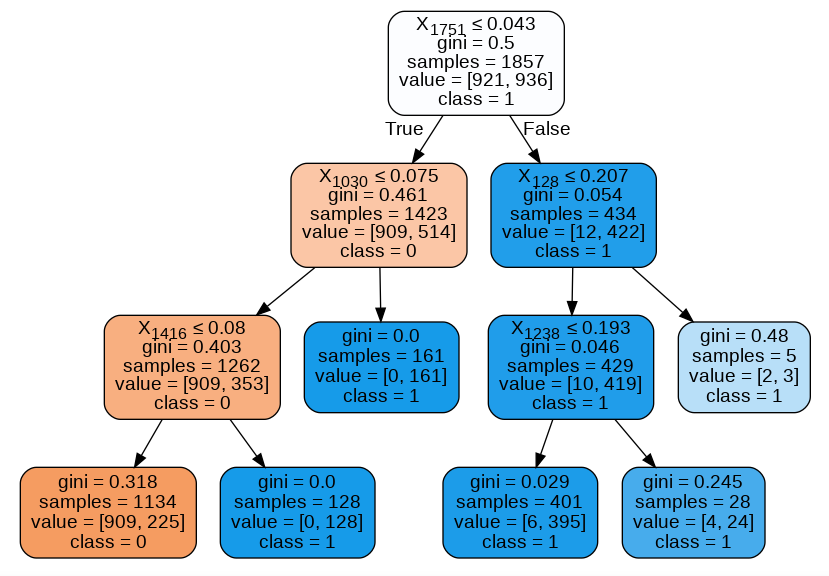 X1751 ≤ 0.043
gini = 0.5
samples = 1857
value = [921, 936]
class = 1
True
False
X1030 ≤ 0.075
gini = 0.461
samples = 1423
value = [909, 514]
class = 0
X128 ≤ 0.207
gini = 0.054
samples = 434
value = [12, 422]
class = 1
X1416 ≤ 0.08
gini = 0.403
samples = 1262
value = [909, 353]
class = 0
gini = 0.0
samples = 161
value = [0, 161]
class = 1
X1238 ≤ 0.193
gini = 0.046
samples = 429
value = [10, 419]
class = 1
gini = 0.48
samples = 5
value = [2, 3]
class = 1
gini = 0.318
samples = 1134
value = [909, 225]
class = 0
gini = 0.0
samples = 128
value = [0, 128]
class = 1
gini = 0.029
samples = 401
value = [6, 395]
class = 1
gini = 0.245
samples = 28
value = [4, 24]
class = 1